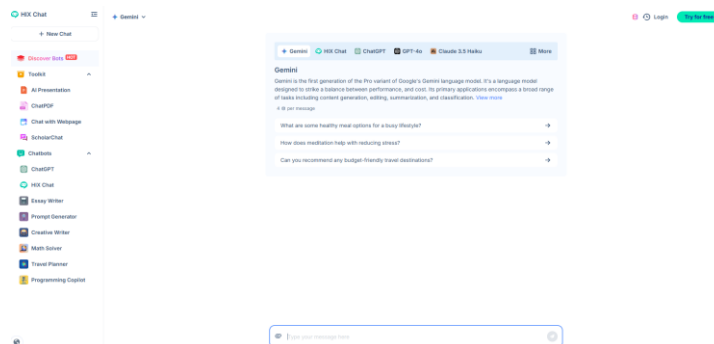 HIX Chat
+ New Chat
Discover Bots HOT
Toolkit
AI Presentation
ChatPDF
Chat with Webpage
ScholarChat
Chatbots
ChatGPT
HIX Chat
Essay Writer
Prompt Generator
Creative Writer
Math Solver
Travel Planner
Programming Copilot
Gemini
Login
Try for free
Gemini HIX Chat ChatGPT GPT-4o Claude 3.5 Haiku More
Gemini
Gemini is the first generation of the Pro variant of Google's Gemini language model. It's a language model
designed to strike a balance between performance, and cost. Its primary applications encompass a broad range
of tasks including content generation, editing, summarisation, and classification. View more
per message
What are some healthy meal options for a busy lifestyle?
How does meditation help with reducing stress?
Can you recommend any budget-friendly travel destinations?
Type your message here